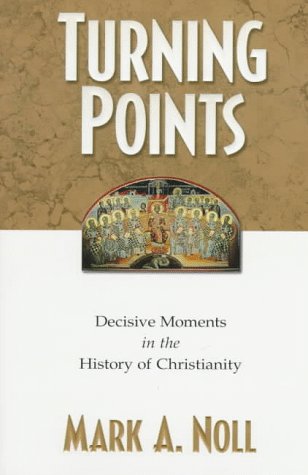 TURNING
POINTS
Decisive Moments
in the
History of Christianity
MARK A. NOLL